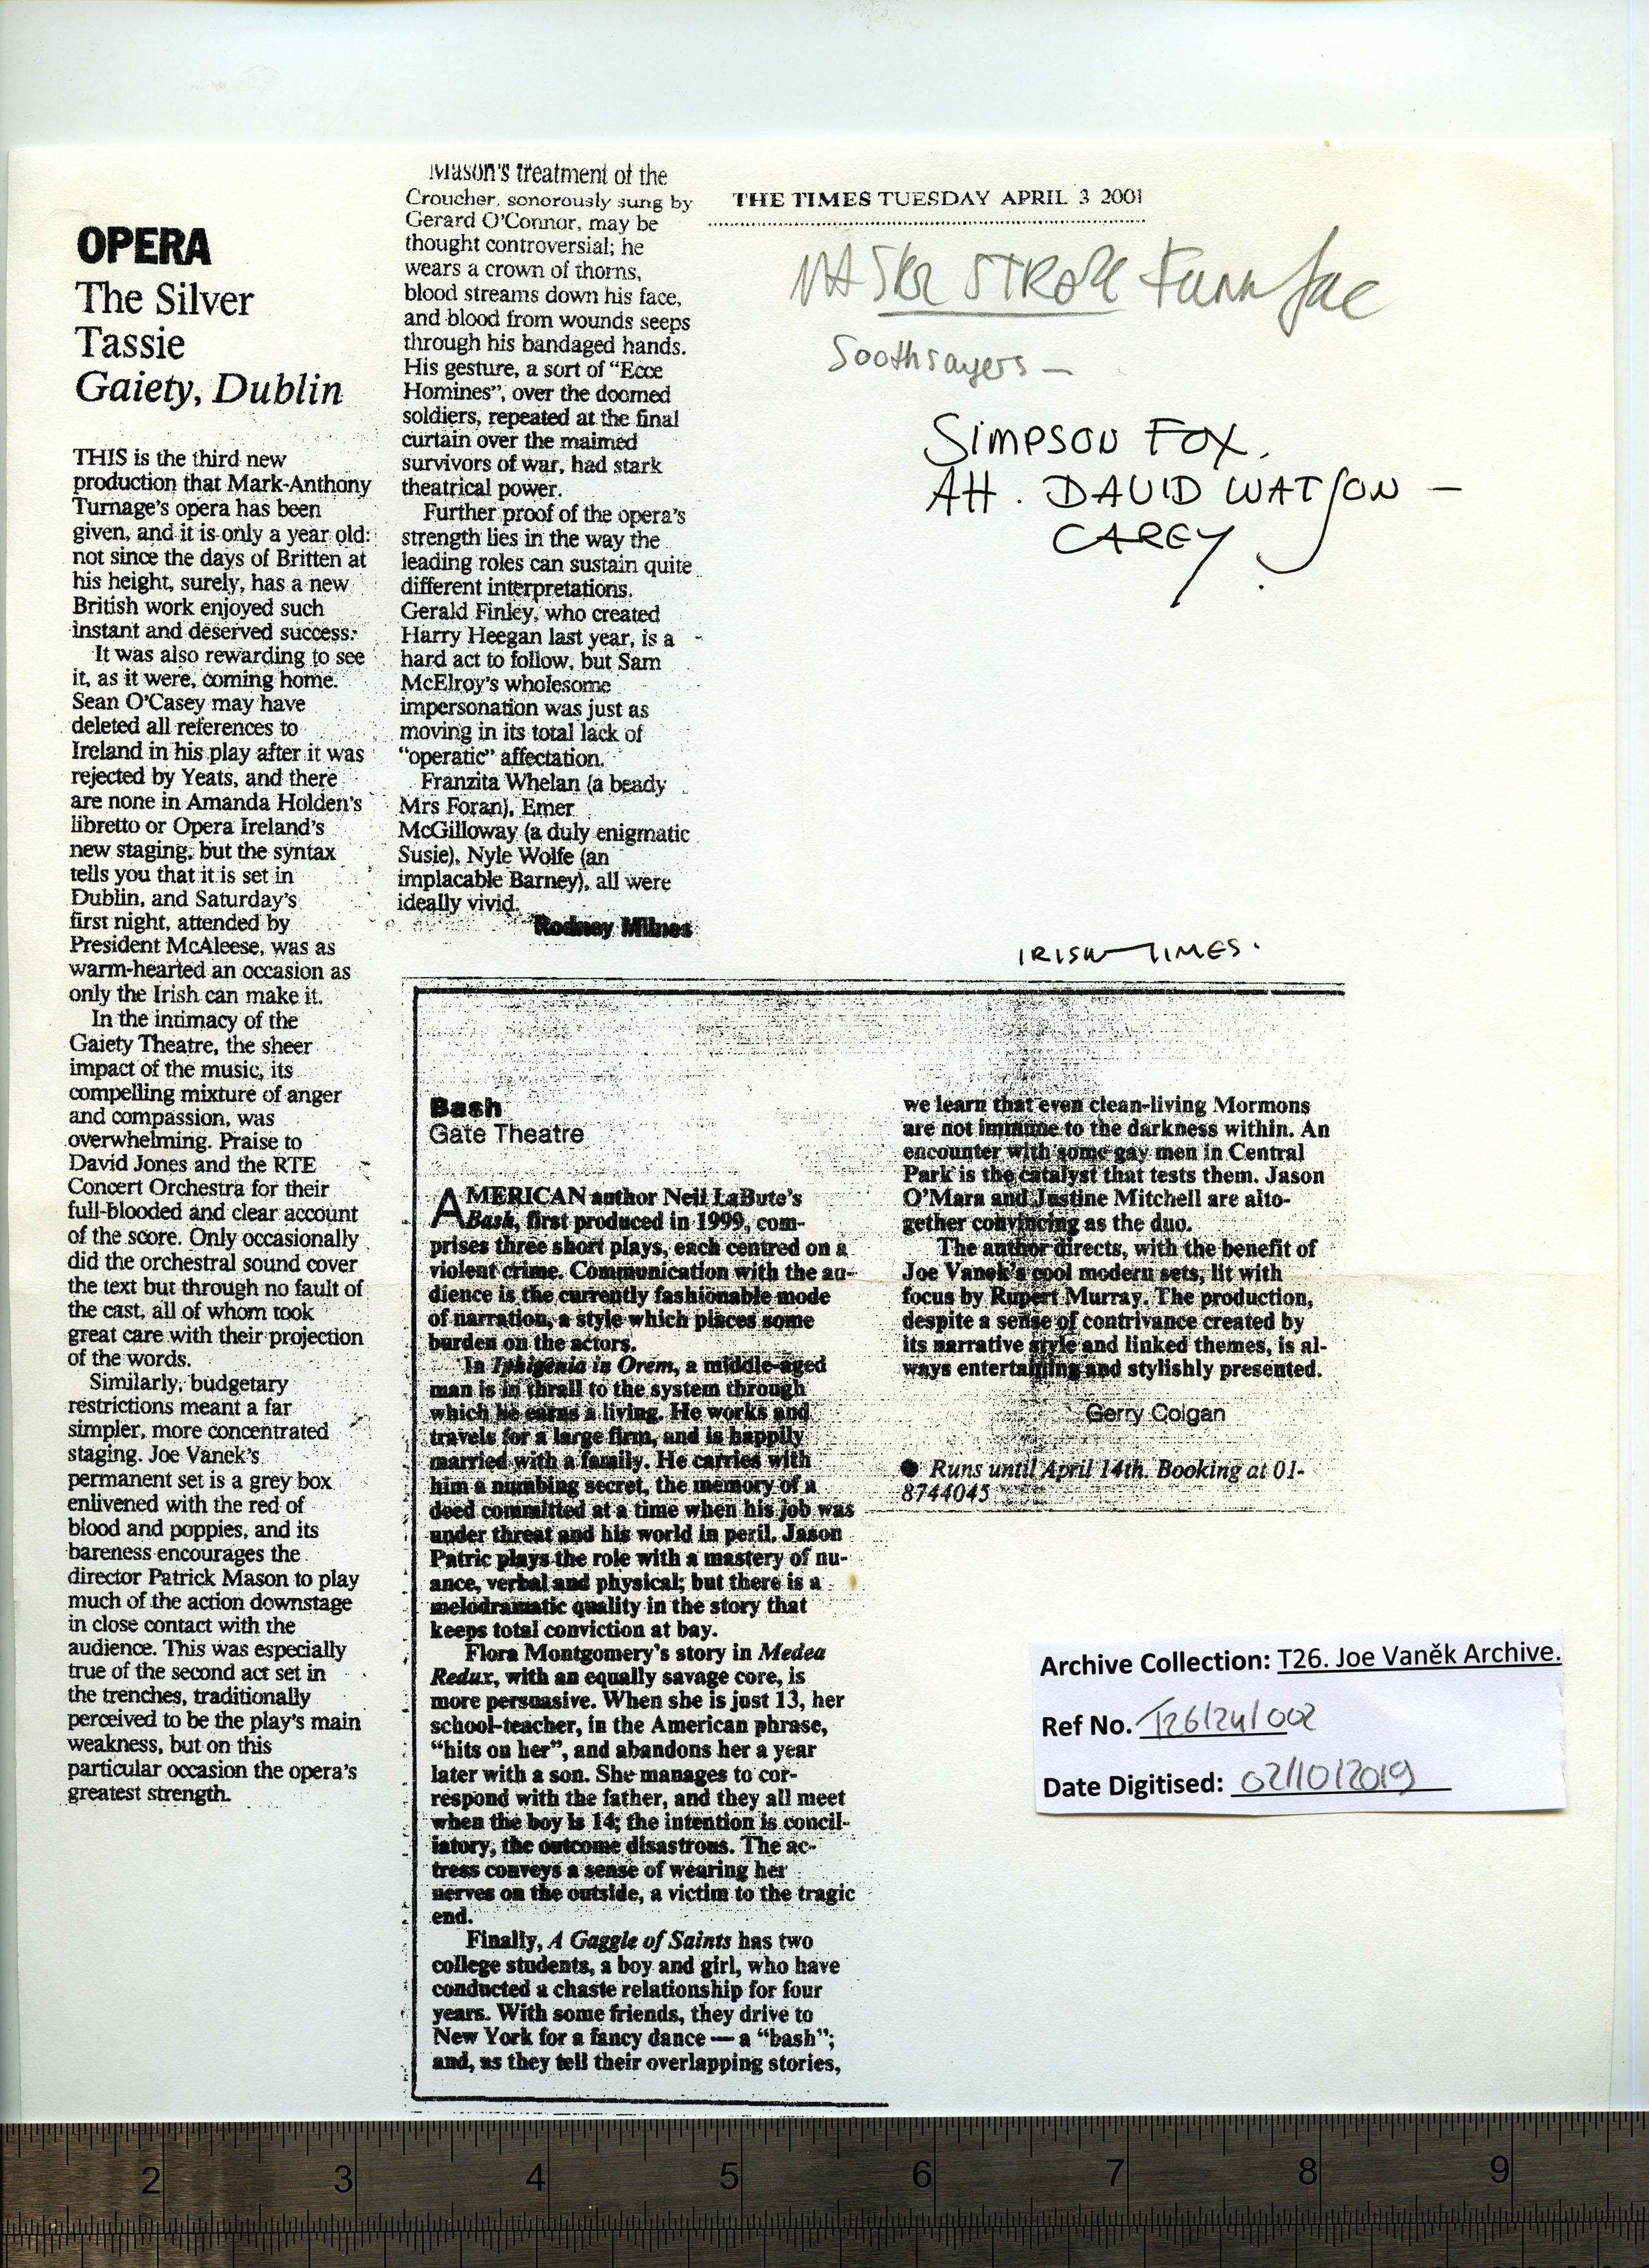 OPERA
The Silver
Tassie
Gaiety, Dublin
THIS is the third new
production that Mark-Anthony
Turnage's opera has been
given, and it is only a year old:
not since the days of Britten at
his height, surely, has a new
British work enjoyed such
instant and deserved success.
It was also rewarding to see
it, as it were, coming home.
Sean O'Casey may have
deleted all references to
Ireland in his play after it was
rejected by Yeats, and there
are none in Amanda Holden's
libretto or Opera Ireland's
new staging, but the syntax
tells you that it is set in
Dublin, and Saturday's
first night, attended by
President McAleese, was as
warm-hearted an occasion as
only the Irish can make it.
In the intimacy of the
Gaiety Theatre, the sheer
impact of the music, its
compelling mixture of anger
and compassion, was
overwhelming. Praise to
David Jones and the RTE
Concert Orchestra for their
full-blooded and clear account
of the score. Only occasionally
did the orchestral sound cover
the text but through no fault of
the cast, all of whom took
great care with their projection
of the words.
Similarly, budgetary
restrictions meant a far
simpler, more concentrated
staging. Joe Vanek's
permanent set is a grey box
enlivened with the red of
blood and poppies, and its
bareness encourages the
director Patrick Mason to play
much of the action downstage
in close contact with the
audience. This was especially
true of the second act set in
the trenches, traditionally
perceived to be the play's main
weakness, but on this
particular occasion the opera's
greatest strength.
Mason's treatment of the
Croucher, sonorously sung by
Gerard O'Connor, may be
thought controversial; he
wears a crown of thorns,
blood streams down his face,
and blood from wounds seeps
through his bandaged hands.
His gesture, a sort of "Ecce
Homines", over the doomed
soldiers, repeated at the final
curtain over the maimed
survivors of war, had stark
theatrical power.
Further proof of the opera's
strength lies in the way the
leading roles can sustain quite
different interpretations.
Gerald Finley, who created
Harry Heegan last year, is a
hard act to follow, but Sam
McElroy's wholesome
impersonation was just as
moving in its total lack of
"operatic" affectation.
Franzita Whelan (a beady
Mrs Foran), Emer
McGilloway (a duly enigmatic
Susie), Nyle Wolfe (an
implacable Barney), all were
ideally vivid.
Rodney Milnes
THE TIMES TUESDAY APRIL 3 2001
STROKE
Soothsayers –
SIMPSON FOX.
DAVID WATSON –
CAREY
IRISH TIMES.
Bash
Gate Theatre
AMERICAN author Neil LaBute's
Bash, first produced in 1999, com-
prises three short plays, each centred on a
violent crime. Communication with the au-
dience is the currently fashionable mode
of narration, a style which places some
burden on the actors.
In Iphigenia in Orem, a middle-aged
man is in thrall to the system through
which he earns a living. He works and
travels for a large firm, and is happily
married with a family. He carries with
him a numbing secret, the memory of a
deed committed at a time when his job was
under threat and his world in peril. Jason
Patric plays the role with a mastery of nu-
ance, verbal and physical; but there is a
melodramatic quality in the story that
keeps total conviction at bay.
Flora Montgomery's story in Medea
Redux, with an equally savage core, is
more persuasive. When she is just 13, her
school-teacher, in the American phrase,
"hits on her", and abandons her a year
later with a son. She manages to cor-
respond with the father, and they all meet
when the boy is 14; the intention is concil-
iatory, the outcome disastrous. The ac-
tress conveys a sense of wearing her
nerves on the outside, a victim to the tragic
end.
Finally, A Gaggle of Saints has two
college students, a boy and girl, who have
conducted a chaste relationship for four
years. With some friends, they drive to
New York for a fancy dance — a "bash";
and, as they tell their overlapping stories,
we learn that even clean-living Mormons
are not immune to the darkness within. An
encounter with some gay men in Central
Park is the catalyst that tests them. Jason
O'Mara and Justine Mitchell are alto-
gether convincing as the duo.
The author directs, with the benefit of
Joe Vanek's cool modern sets, lit with
focus by Rupert Murray. The production,
despite a sense of contrivance created by
its narrative style and linked themes, is al-
ways entertaining and stylishly presented.
Gerry Colgan
● Runs until April 14th. Booking at 01-
8744045
Archive Collection: T26. Joe Vaněk Archive.
Ref No. T26/24/002
Date Digitised: 02/10/2019
2 3 4 5 6 7 8 9